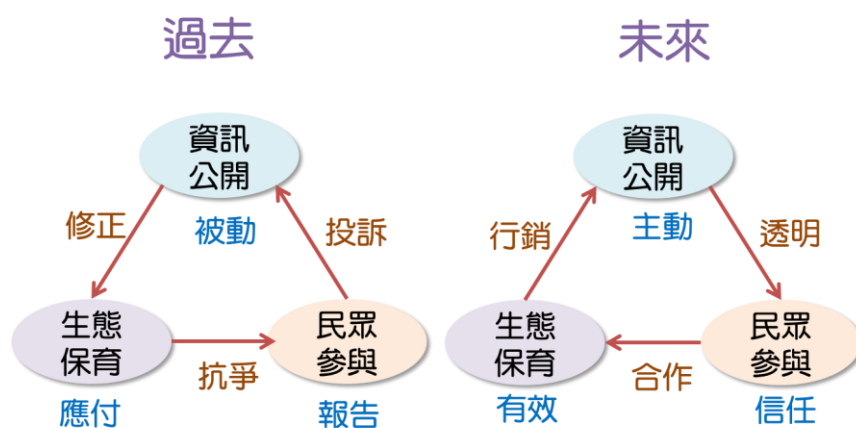 過去
資訊
公開
修正
被動
投訴
生態
保育
民眾
參與
抗爭
應付
報告
未來
資訊
公開
行銷
主動
透明
生態
保育
民眾
參與
合作
有效
信任